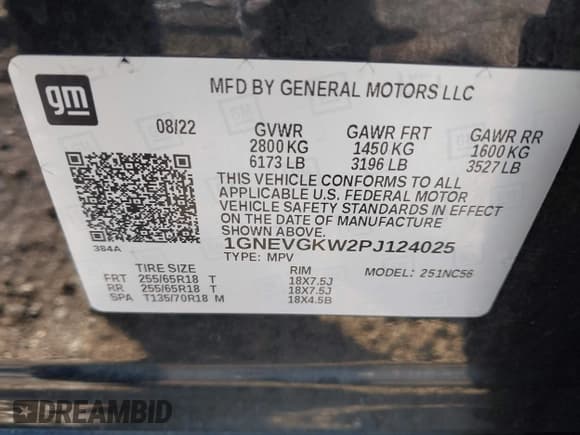 gm
MFD BY GENERAL MOTORS LLC
08/22 GVWR GAWR FRT GAWR RR
2800 KG 1450 KG 1600 KG
6173 LB 3196 LB 3527 LB
THIS VEHICLE CONFORMS TO ALL
APPLICABLE U.S. FEDERAL MOTOR
VEHICLE SAFETY STANDARDS IN EFFECT
ON THE DATE OF MANUFACTURE
SHOWN ABOVE.
384A 1GNEVGKW2PJ124025
TYPE: MPV MODEL: 251NC56
TIRE SIZE RIM
FRT 255/65R18 T 18X7.5J
RR 255/65R18 T 18X7.5J
SPA T135/70R18 M 18X4.5B
DREAMBID